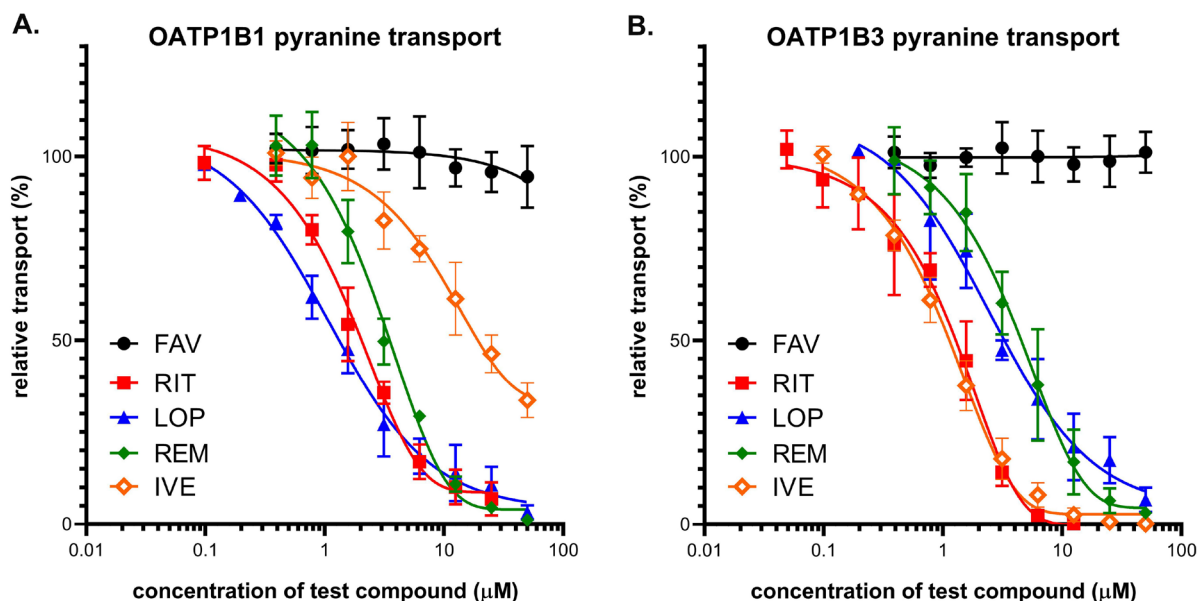 A.
OATP1B1 pyranine transport
relative transport (%)
100
50
0
FAV
RIT
LOP
REM
IVE
0.01
0.1
1
10
100
concentration of test compound (μM)
B.
OATP1B3 pyranine transport
relative transport (%)
100
50
0
FAV
RIT
LOP
REM
IVE
0.01
0.1
1
10
100
concentration of test compound (μM)